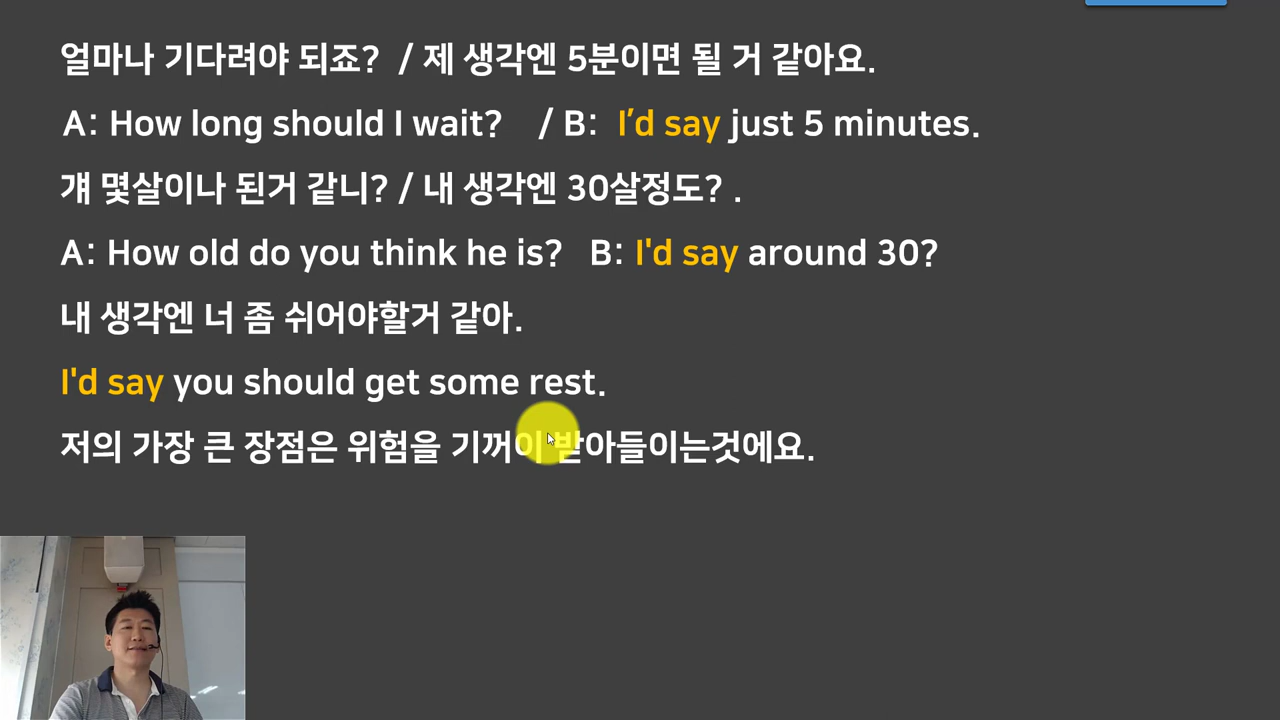 얼마나 기다려야 되죠? / 제 생각엔 5분이면 될 거 같아요.
A: How long should I wait? / B: I’d say just 5 minutes.
걔 몇살이나 된거 같니? / 내 생각엔 30살정도? .
A: How old do you think he is? B: I'd say around 30?
내 생각엔 너 좀 쉬어야할거 같아.
I'd say you should get some rest.
저의 가장 큰 장점은 위험을 기꺼이 받아들이는것에요.